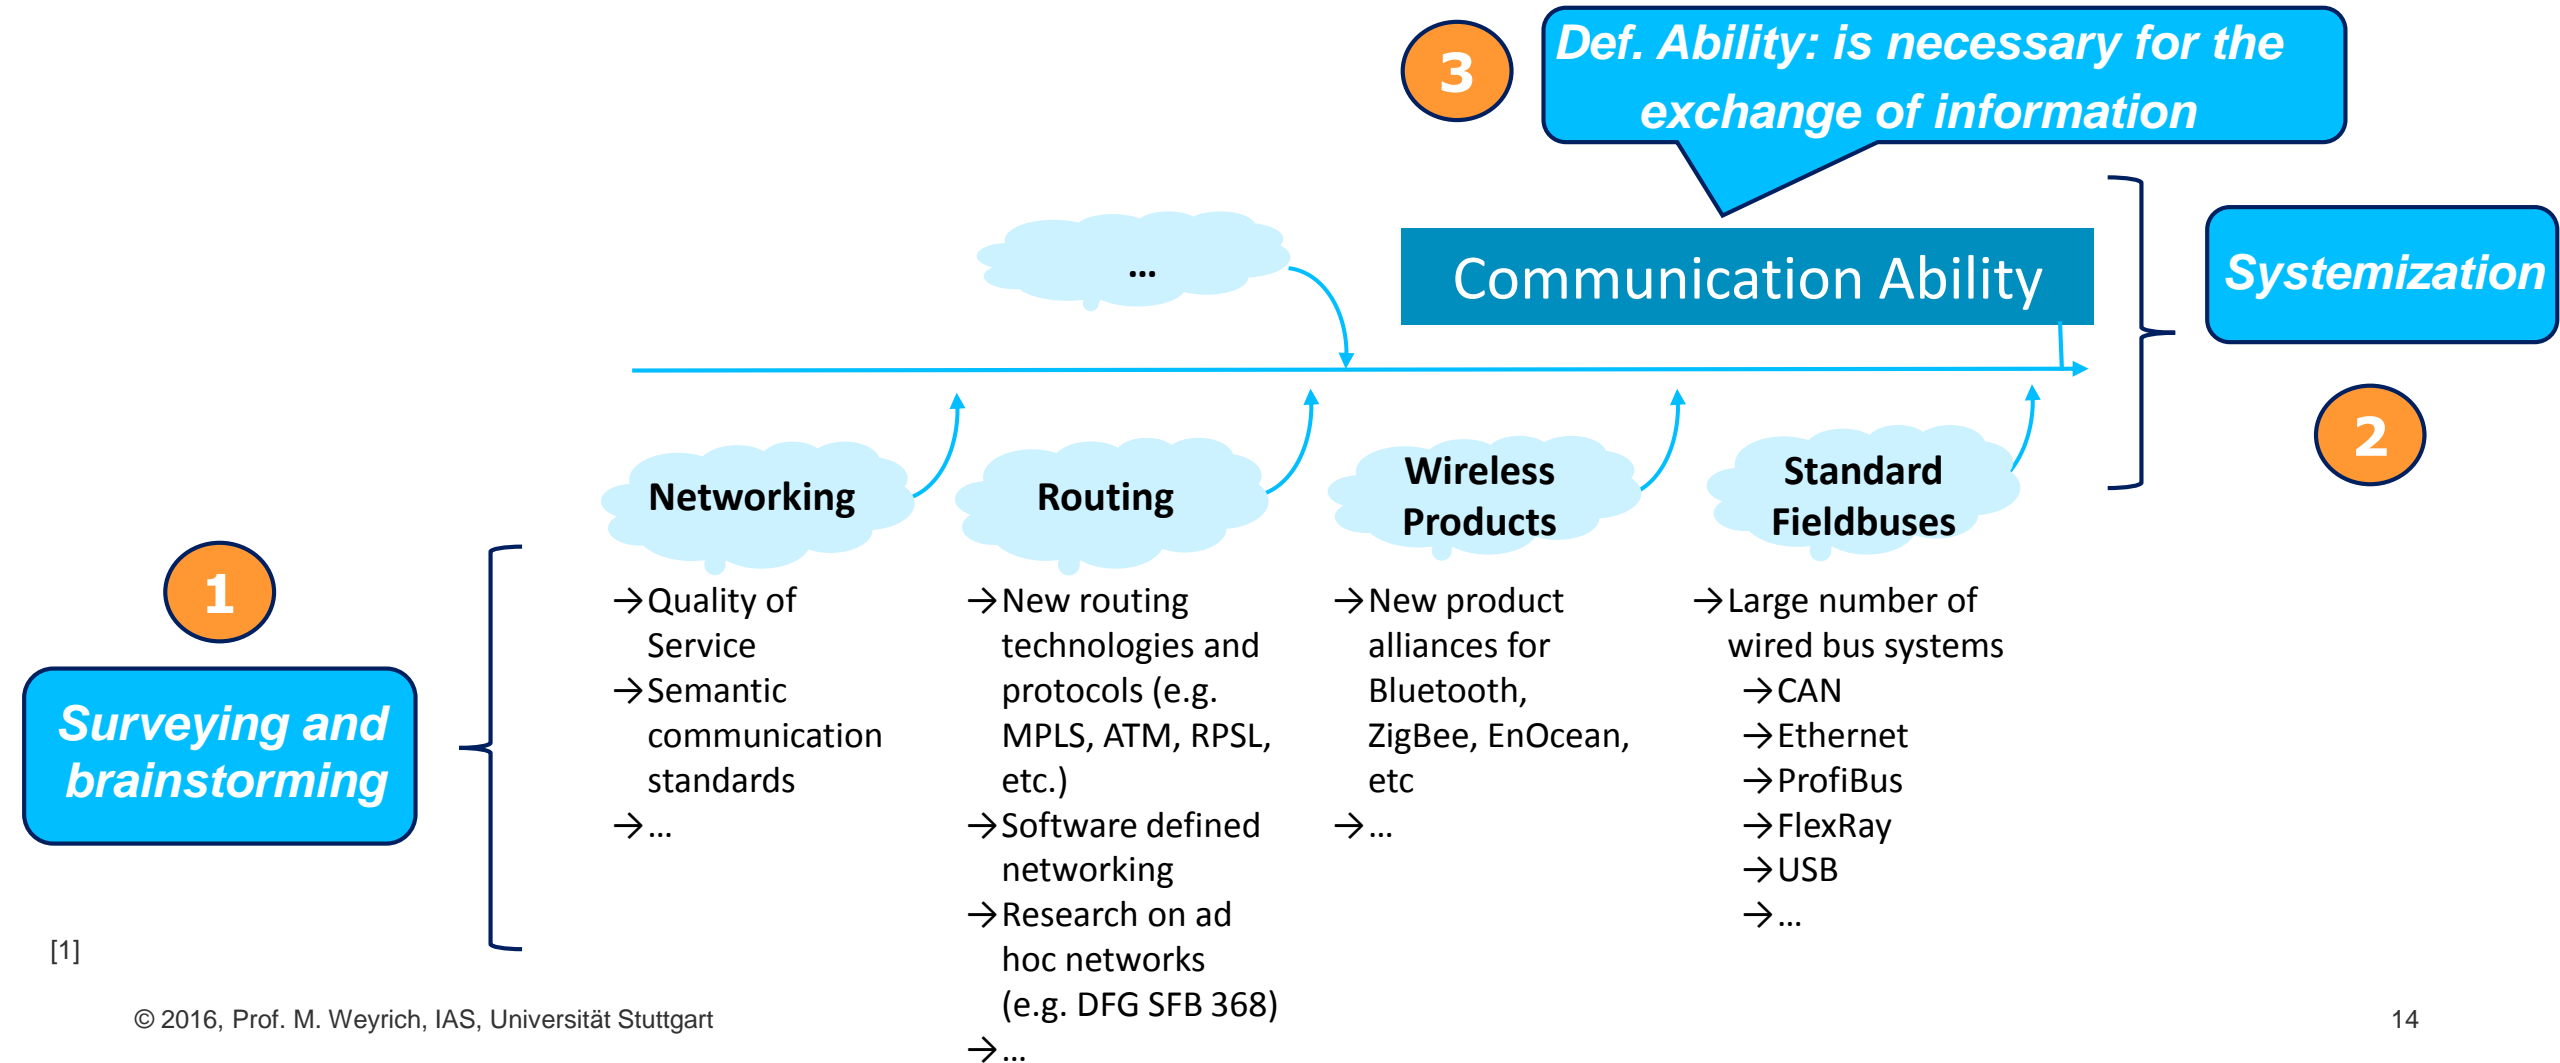 3
Def. Ability: is necessary for the
exchange of information
...
Communication Ability
Systemization
2
Networking
Routing
Wireless
Products
Standard
Fieldbuses
1
Surveying and
brainstorming
→Quality of
Service
→Semantic
communication
standards
→...
→New routing
technologies and
protocols (e.g.
MPLS, ATM, RPSL,
etc.)
→Software defined
networking
→Research on ad
hoc networks
(e.g. DFG SFB 368)
→...
→New product
alliances for
Bluetooth,
ZigBee, EnOcean,
etc
→...
→Large number of
wired bus systems
→CAN
→Ethernet
→ProfiBus
→FlexRay
→USB
→...
[1]
© 2016, Prof. M. Weyrich, IAS, Universität Stuttgart
14